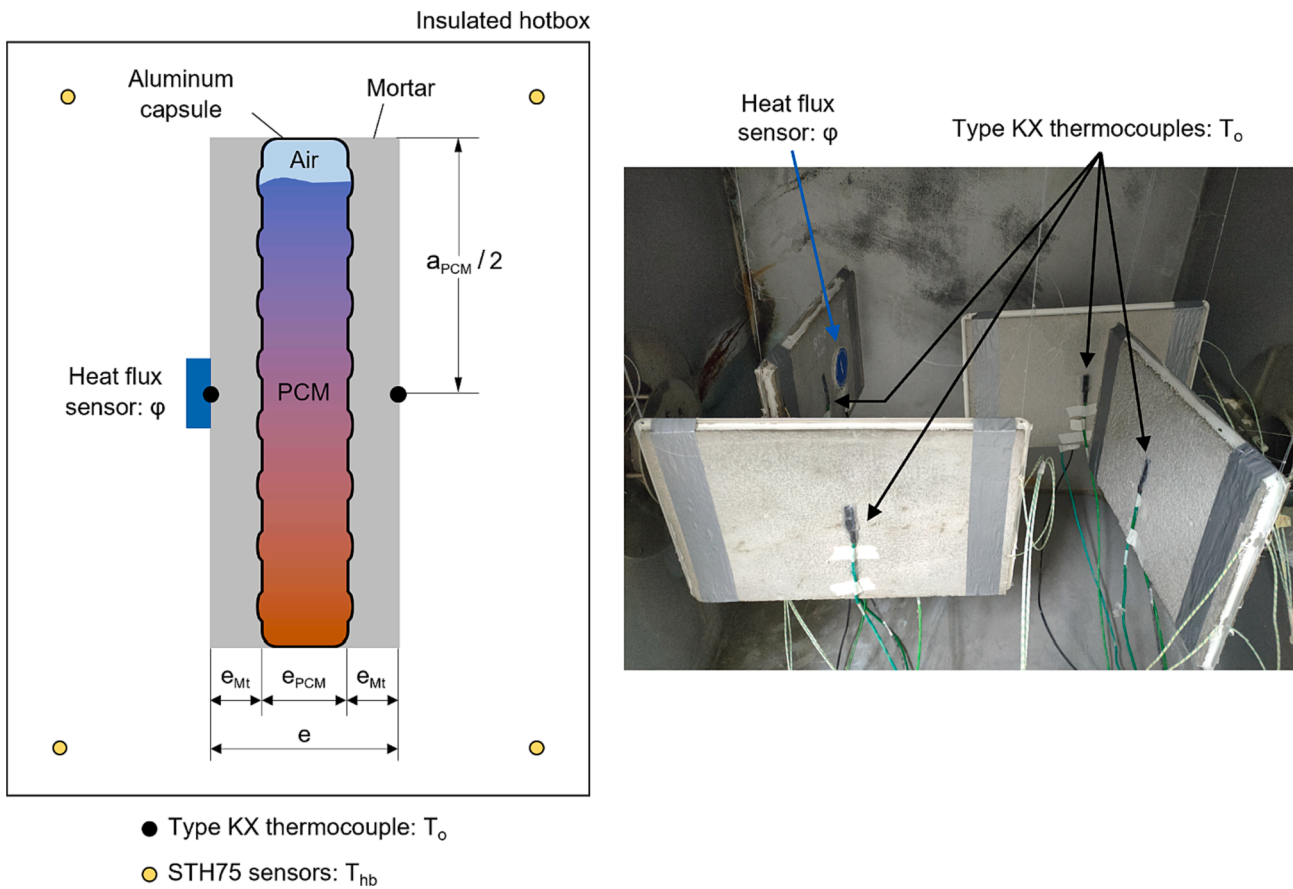 Insulated hotbox
Aluminum
capsule
Mortar
Air
a_PCM / 2
Heat flux
sensor: φ
PCM
e_Mt
e_PCM
e_Mt
e
Type KX thermocouple: T_o
STH75 sensors: T_hb
Heat flux
sensor: φ
Type KX thermocouples: T_o